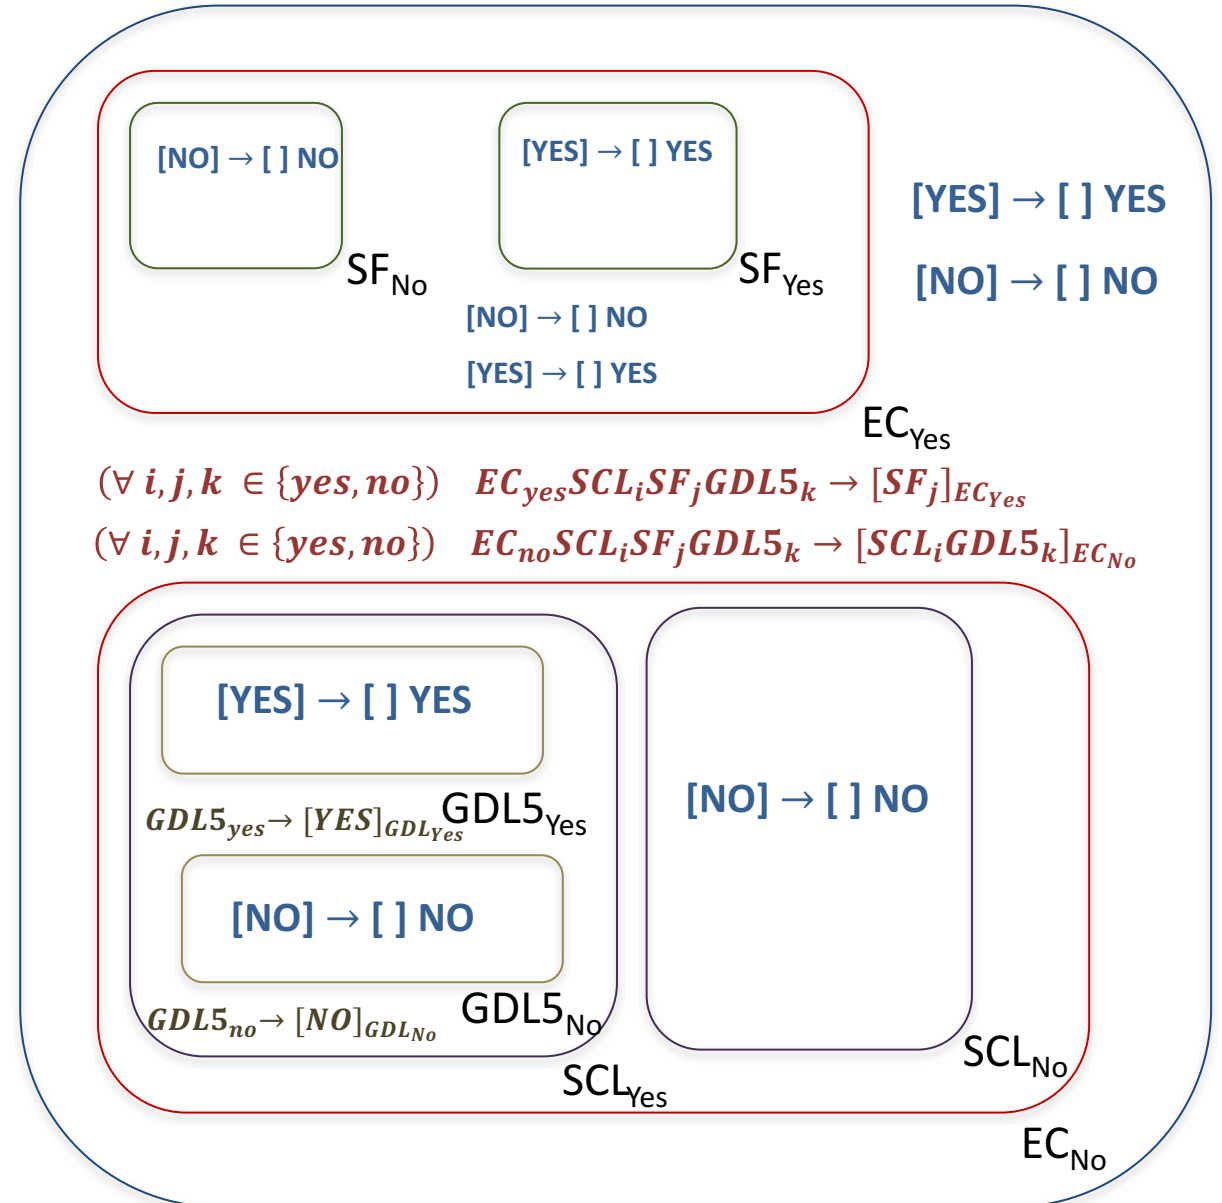 [NO] → [ ] NO
[YES] → [ ] YES
SF_No
SF_Yes
[YES] → [ ] YES
[NO] → [ ] NO
[NO] → [ ] NO
[YES] → [ ] YES
EC_Yes
(∀ i, j, k ∈ {yes, no}) EC_yes SCL_i SF_j GDL5_k → [SF_j]_EC_Yes
(∀ i, j, k ∈ {yes, no}) EC_no SCL_i SF_j GDL5_k → [SCL_i GDL5_k]_EC_No
[YES] → [ ] YES
GDL5_yes → [YES]_GDL_Yes
GDL5_Yes
[NO] → [ ] NO
GDL5_no → [NO]_GDL_No
GDL5_No
SCL_Yes
[NO] → [ ] NO
SCL_No
EC_No